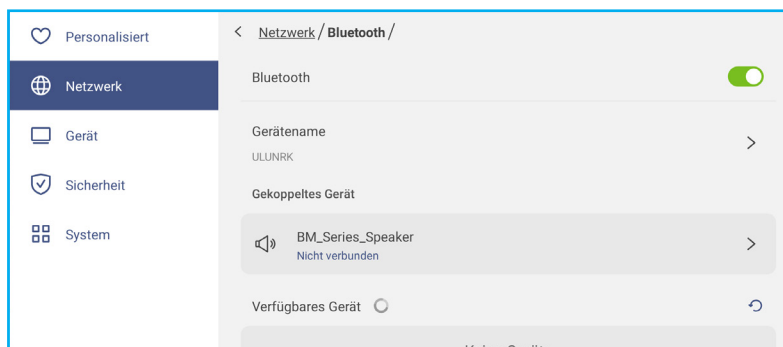 Personalisiert
Netzwerk
Gerät
Sicherheit
System
Netzwerk / Bluetooth /
Bluetooth
Gerätename
ULUNRK
Gekoppeltes Gerät
BM_Series_Speaker
Nicht verbunden
Verfügbares Gerät